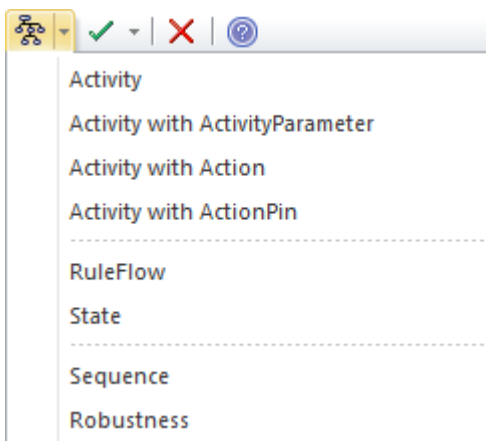 Activity
Activity with ActivityParameter
Activity with Action
Activity with ActionPin
RuleFlow
State
Sequence
Robustness